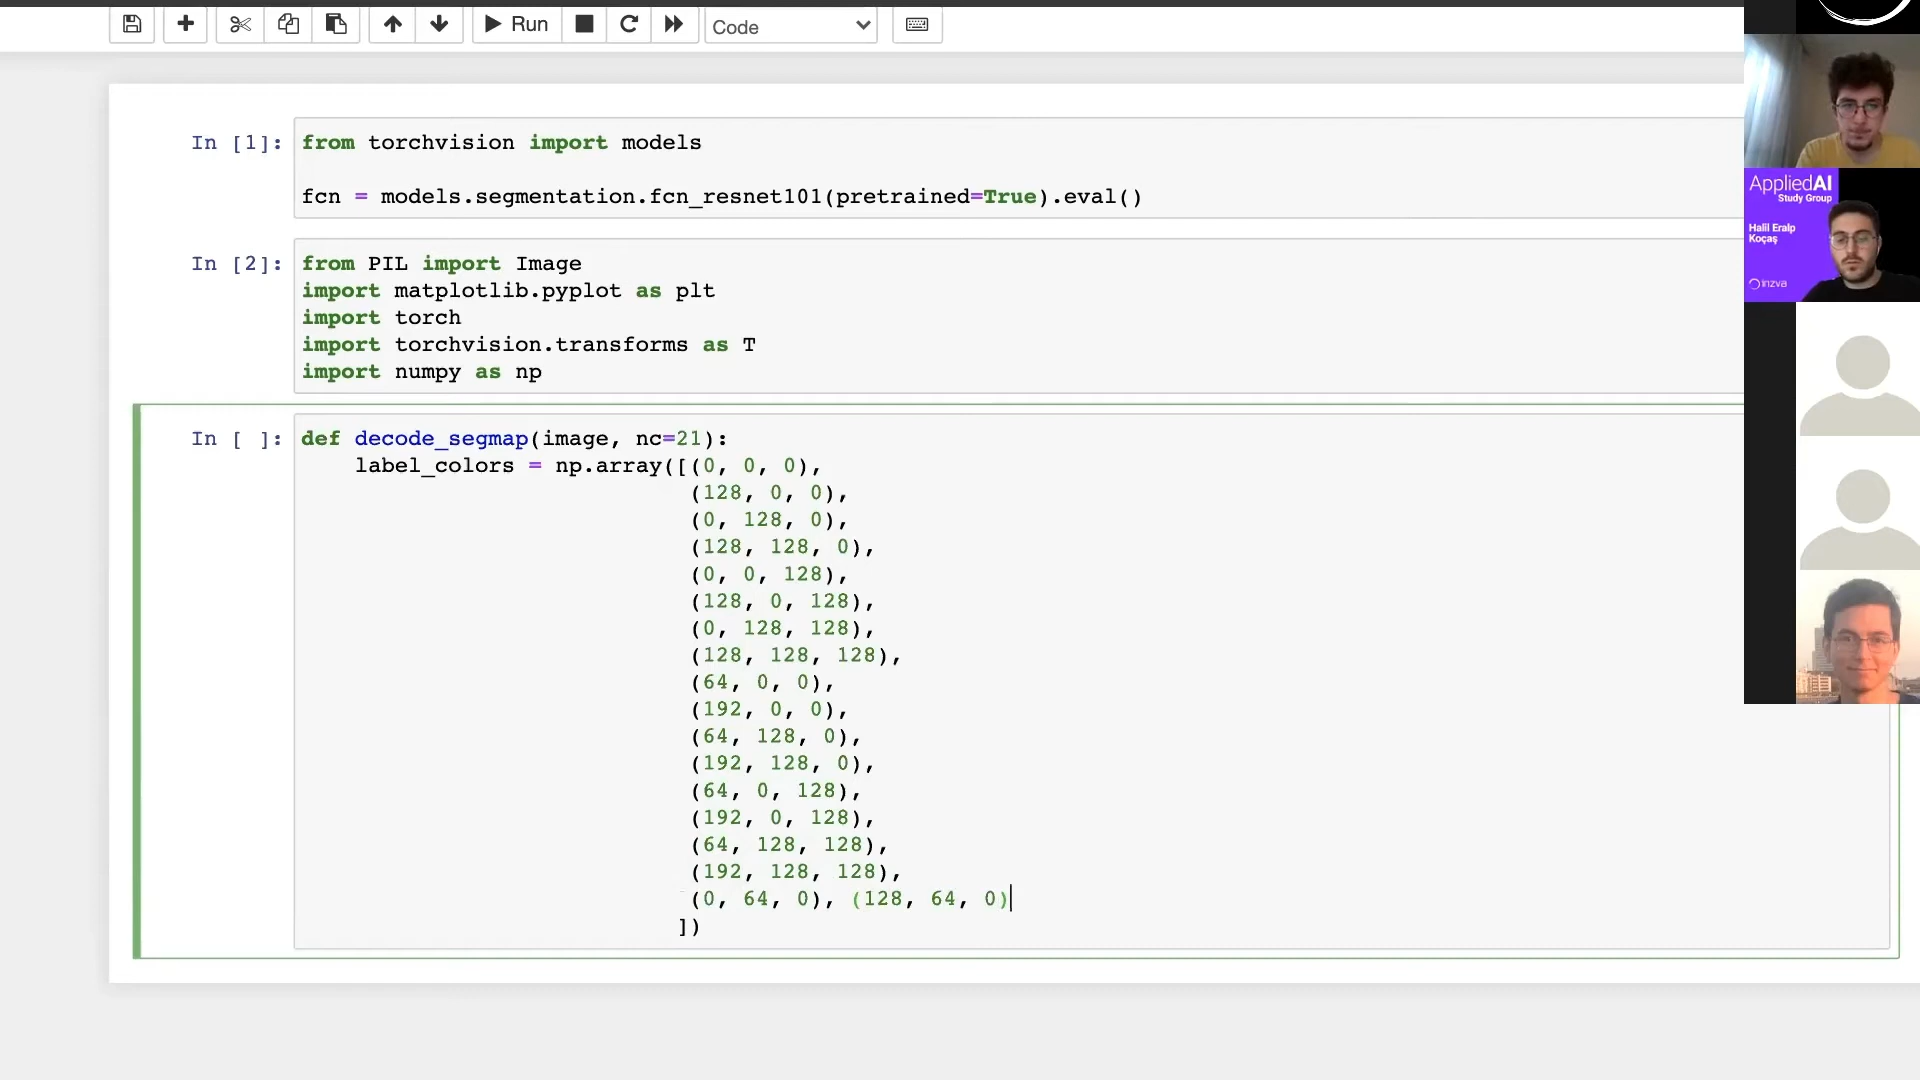 Run
Code
In [1]:
from torchvision import models
fcn = models.segmentation.fcn_resnet101(pretrained=True).eval()
In [2]:
from PIL import Image
import matplotlib.pyplot as plt
import torch
import torchvision.transforms as T
import numpy as np
In [ ]:
def decode_segmap(image, nc=21):
label_colors = np.array([(0, 0, 0),
(128, 0, 0),
(0, 128, 0),
(128, 128, 0),
(0, 0, 128),
(128, 0, 128),
(0, 128, 128),
(128, 128, 128),
(64, 0, 0),
(192, 0, 0),
(64, 128, 0),
(192, 128, 0),
(64, 0, 128),
(192, 0, 128),
(64, 128, 128),
(192, 128, 128),
(0, 64, 0), (128, 64, 0)
])
AppliedAI
Study Group
Halil Eralp
Koçaş
inzva